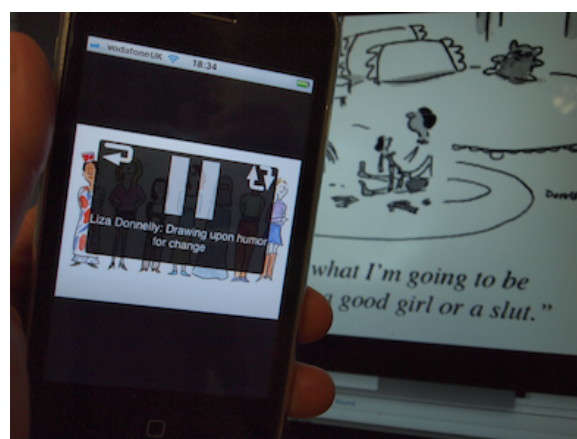 vodafone UK 18:34
Liza Donnelly: Drawing upon humor
for change
what I'm going to be
a good girl or a slut."